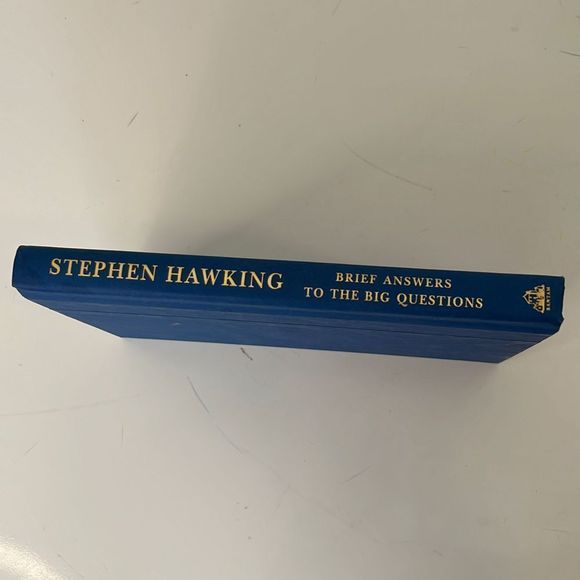 STEPHEN HAWKING
BRIEF ANSWERS
TO THE BIG QUESTIONS
BANTAM